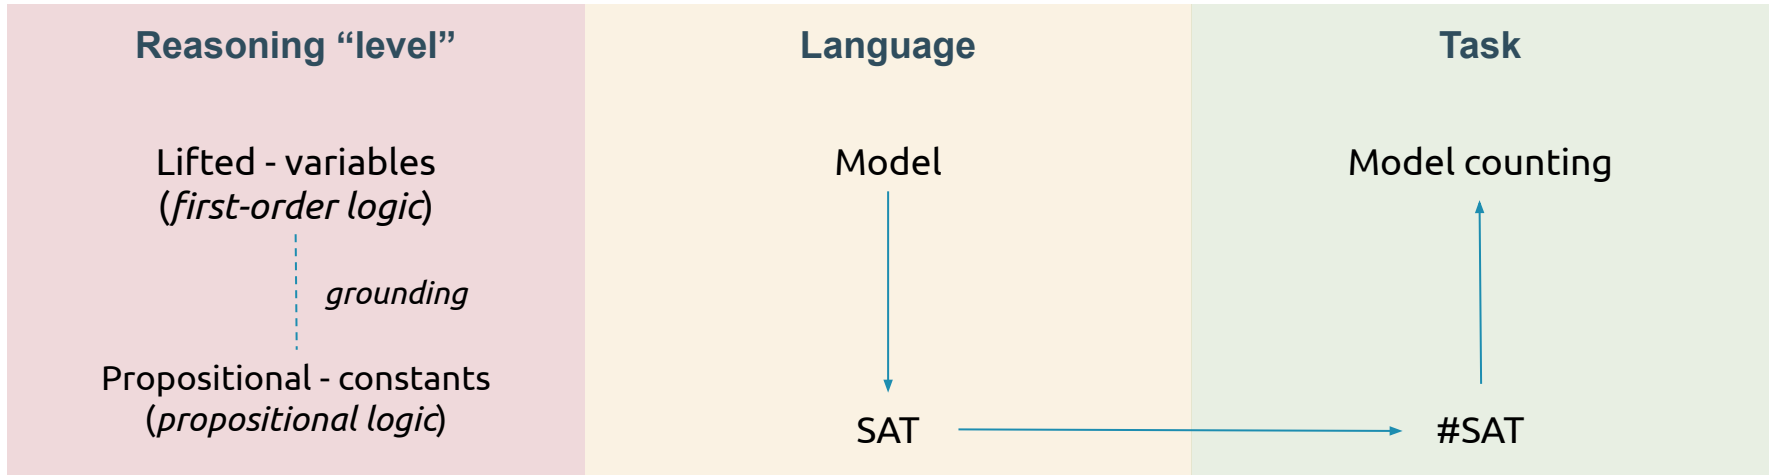 Reasoning “level”
Lifted - variables
(first-order logic)
grounding
Propositional - constants
(propositional logic)
Language
Model
SAT
Task
Model counting
#SAT